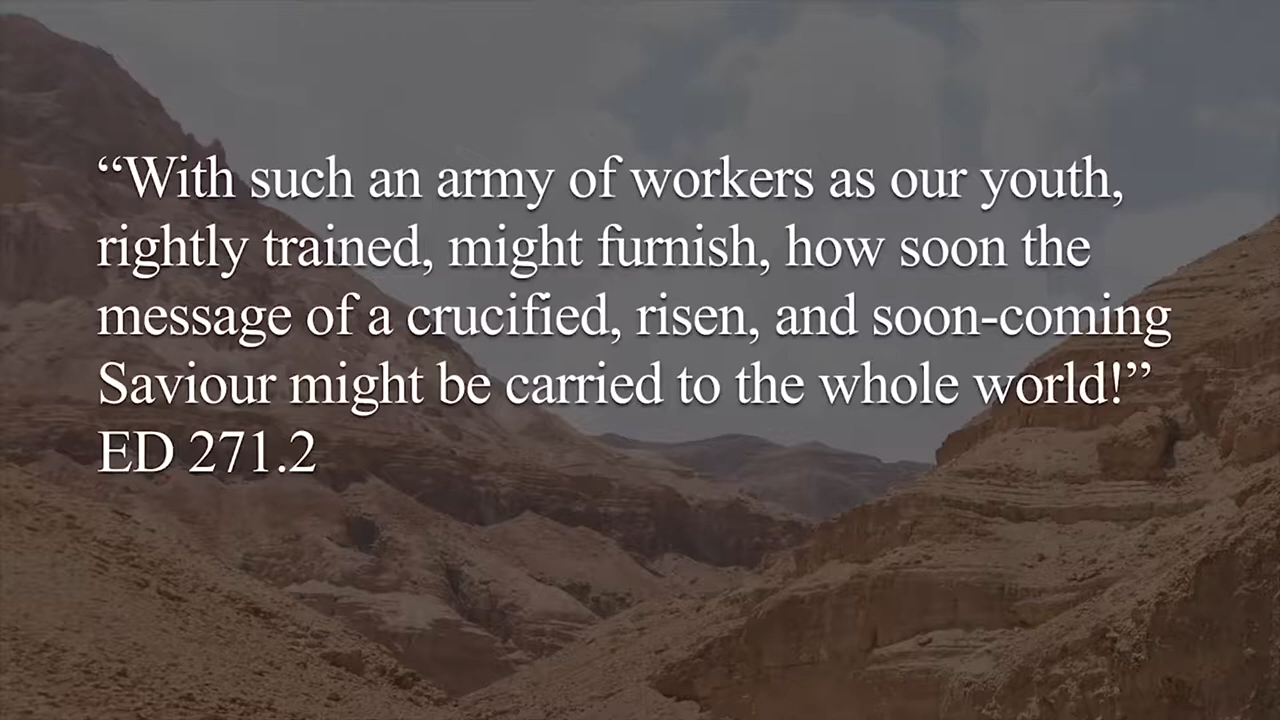 “With such an army of workers as our youth,
rightly trained, might furnish, how soon the
message of a crucified, risen, and soon-coming
Saviour might be carried to the whole world!”
ED 271.2